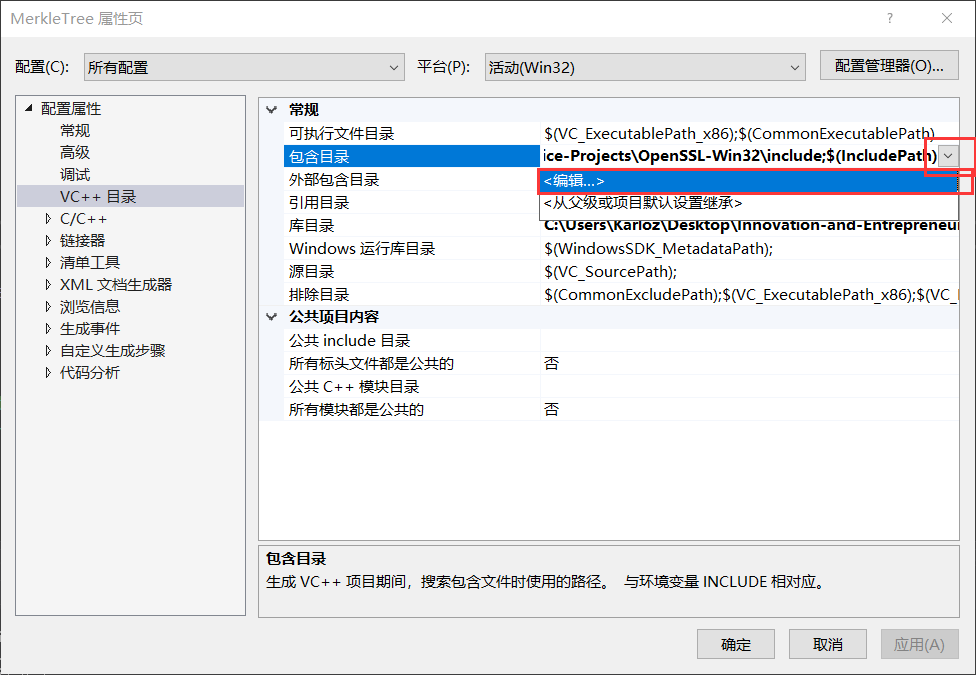 MerkleTree 属性页
?
配置(C):
所有配置
平台(P):
活动(Win32)
配置管理器(O)...
配置属性
常规
高级
调试
VC++ 目录
C/C++
链接器
清单工具
XML 文档生成器
浏览信息
生成事件
自定义生成步骤
代码分析
常规
可执行文件目录 $(VC_ExecutablePath_x86);$(CommonExecutablePath)
包含目录 ice-Projects\OpenSSL-Win32\include;$(IncludePath)
<编辑...>
外部包含目录
<从父级或项目默认设置继承>
引用目录
库目录 C:\Users\Karloz\Desktop\Innovation-and-Entrepreneu
Windows 运行库目录 $(WindowsSDK_MetadataPath);
源目录 $(VC_SourcePath);
排除目录 $(CommonExcludePath);$(VC_ExecutablePath_x86);$(VC_
公共项目内容
公共 include 目录
所有标头文件都是公共的 否
公共 C++ 模块目录
所有模块都是公共的 否
包含目录
生成 VC++ 项目期间，搜索包含文件时使用的路径。 与环境变量 INCLUDE 相对应。
确定
取消
应用(A)